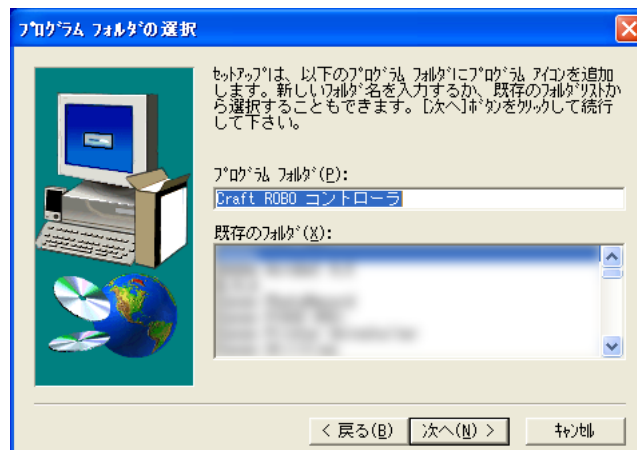 ﾌﾟﾛｸﾞﾗﾑ ﾌｫﾙﾀﾞの選択
ｾｯﾄｱｯﾌﾟは、以下のﾌﾟﾛｸﾞﾗﾑ ﾌｫﾙﾀﾞにﾌﾟﾛｸﾞﾗﾑ ｱｲｺﾝを追加
します。新しいﾌｫﾙﾀﾞ名を入力するか、既存のﾌｫﾙﾀﾞﾘｽﾄか
ら選択することもできます。[次へ]ﾎﾞﾀﾝをｸﾘｯｸして続行
して下さい。
ﾌﾟﾛｸﾞﾗﾑ ﾌｫﾙﾀﾞ(P):
Craft ROBO コントローラ
既存のﾌｫﾙﾀﾞ(X):
< 戻る(B)
次へ(N) >
ｷｬﾝｾﾙ